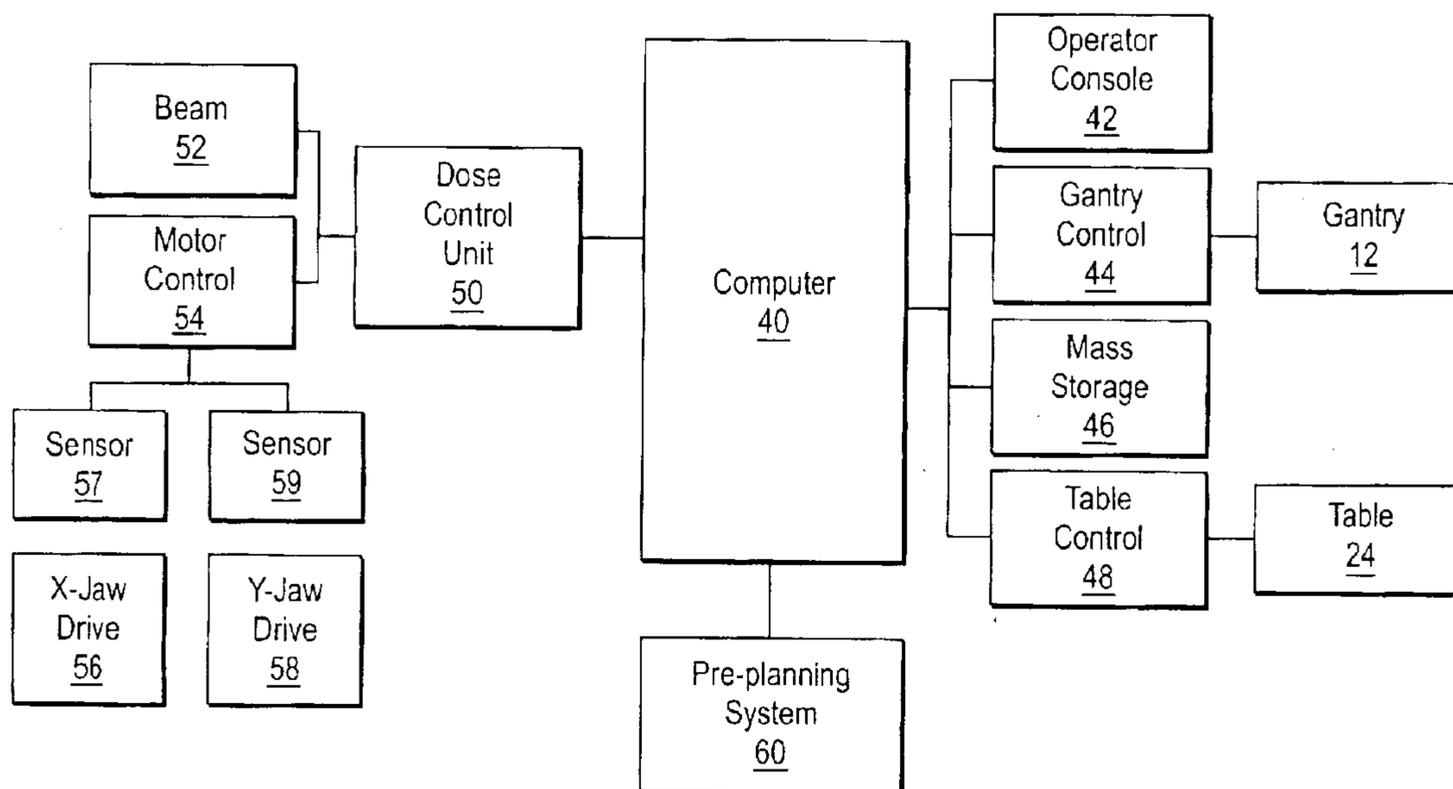 Beam
52
Motor
Control
54
Sensor
57
Sensor
59
X-Jaw
Drive
56
Y-Jaw
Drive
58
Dose
Control
Unit
50
Computer
40
Pre-planning
System
60
Operator
Console
42
Gantry
Control
44
Gantry
12
Mass
Storage
46
Table
Control
48
Table
24